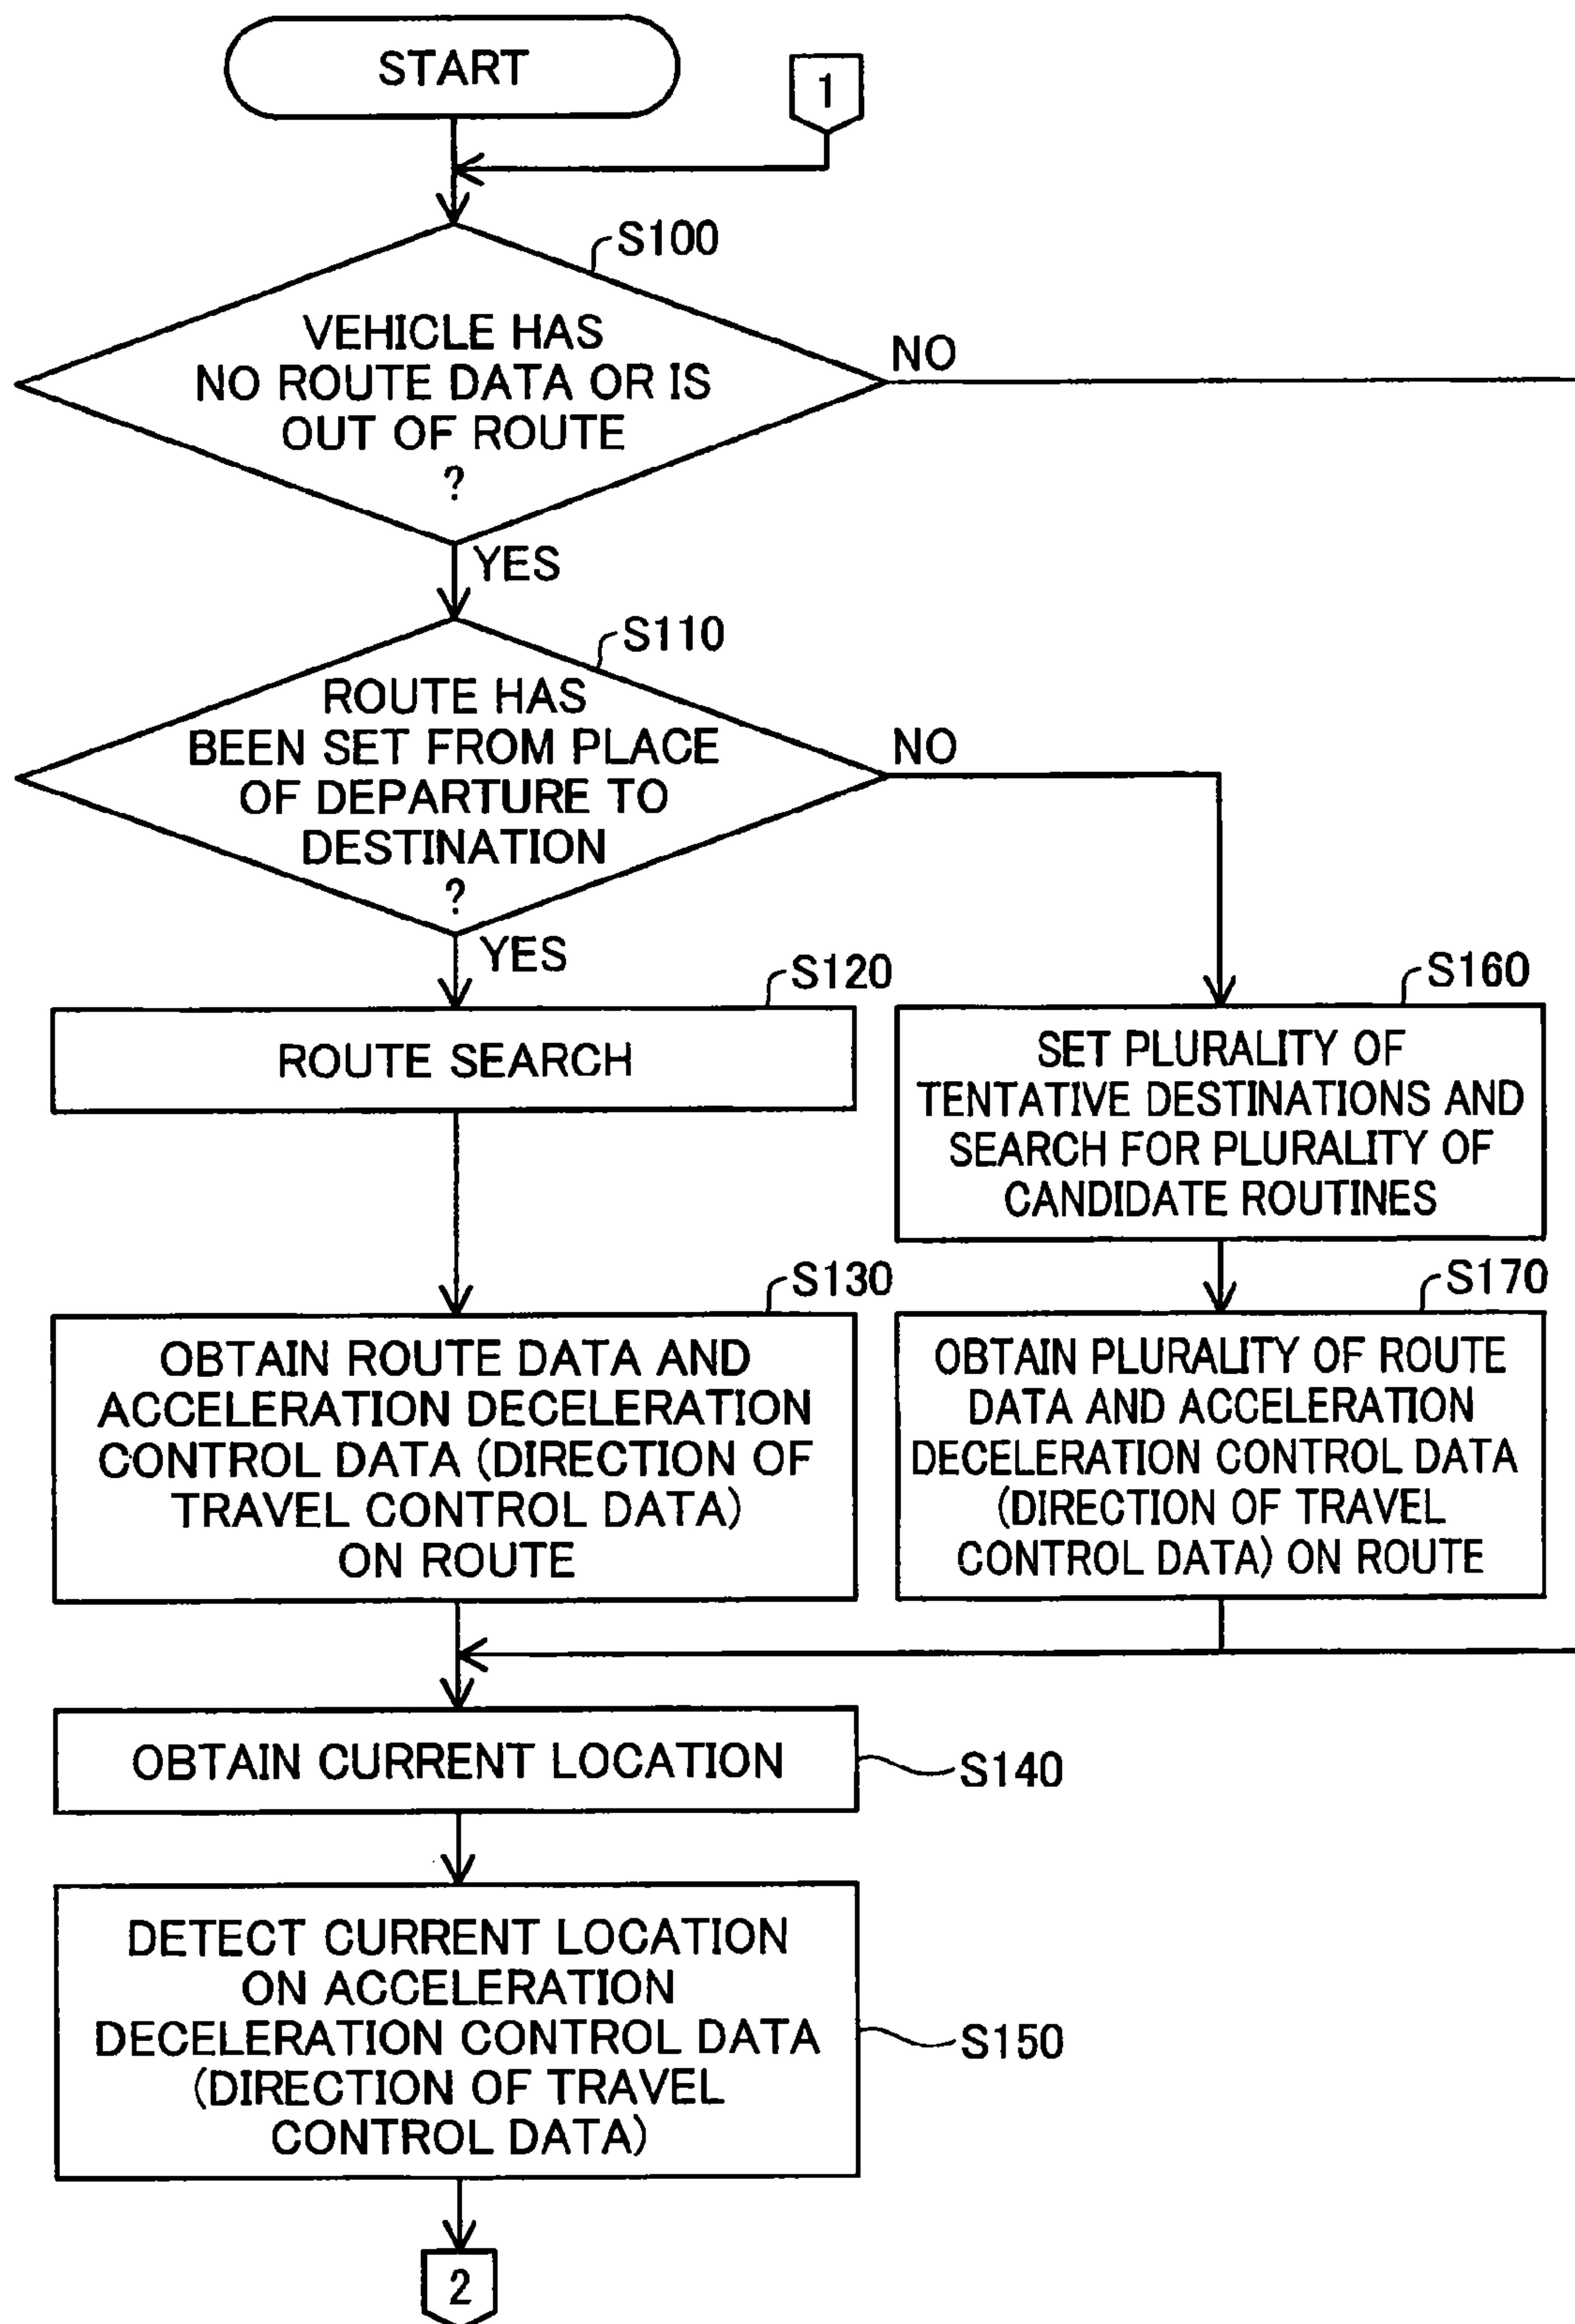 START
1
S100
VEHICLE HAS
NO ROUTE DATA OR IS
OUT OF ROUTE
?
NO
YES
S110
ROUTE HAS
BEEN SET FROM PLACE
OF DEPARTURE TO
DESTINATION
?
NO
YES
S120
ROUTE SEARCH
S160
SET PLURALITY OF
TENTATIVE DESTINATIONS AND
SEARCH FOR PLURALITY OF
CANDIDATE ROUTINES
S130
OBTAIN ROUTE DATA AND
ACCELERATION DECELERATION
CONTROL DATA (DIRECTION OF
TRAVEL CONTROL DATA)
ON ROUTE
S170
OBTAIN PLURALITY OF ROUTE
DATA AND ACCELERATION
DECELERATION CONTROL DATA
(DIRECTION OF TRAVEL
CONTROL DATA) ON ROUTE
OBTAIN CURRENT LOCATION
S140
DETECT CURRENT LOCATION
ON ACCELERATION
DECELERATION CONTROL DATA
(DIRECTION OF TRAVEL
CONTROL DATA)
S150
2